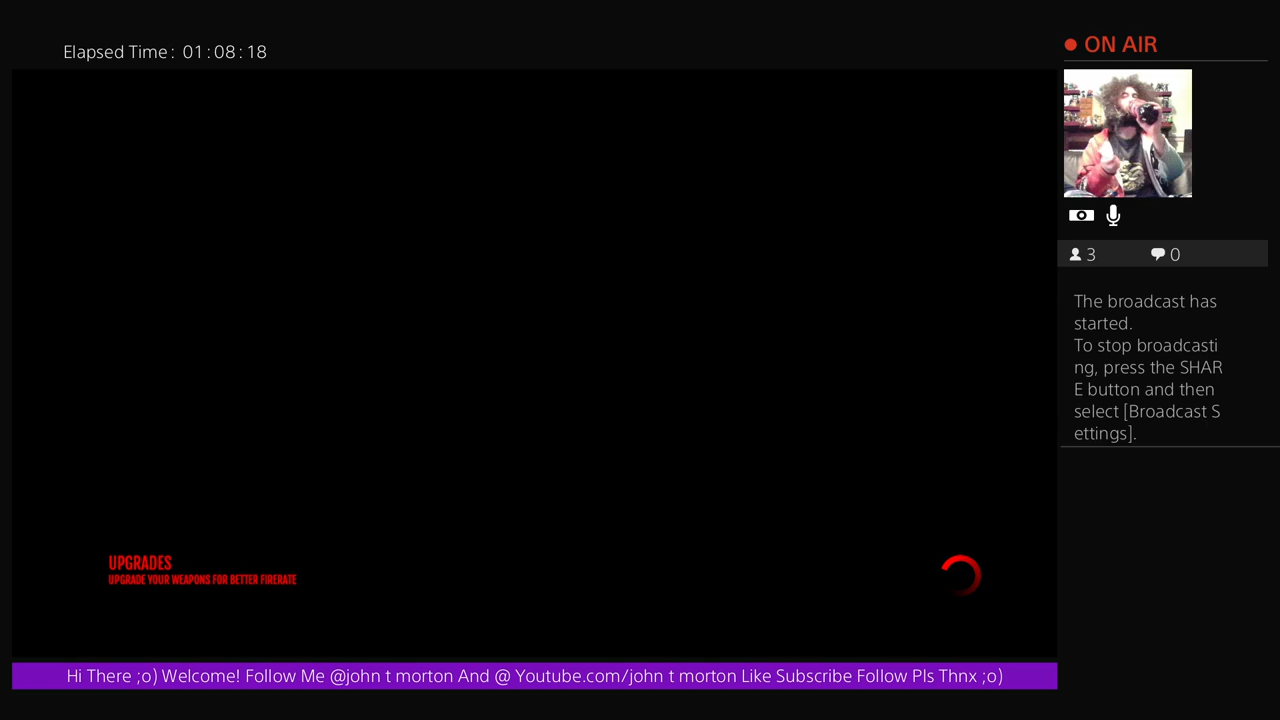 Elapsed Time: 01:08:18
ON AIR
3
0
The broadcast has
started.
To stop broadcasti
ng, press the SHAR
E button and then
select [Broadcast S
ettings].
UPGRADES
UPGRADE YOUR WEAPONS FOR BETTER FIRERATE
Hi There ;o) Welcome! Follow Me @john t morton And @ Youtube.com/john t morton Like Subscribe Follow Pls Thnx ;o)